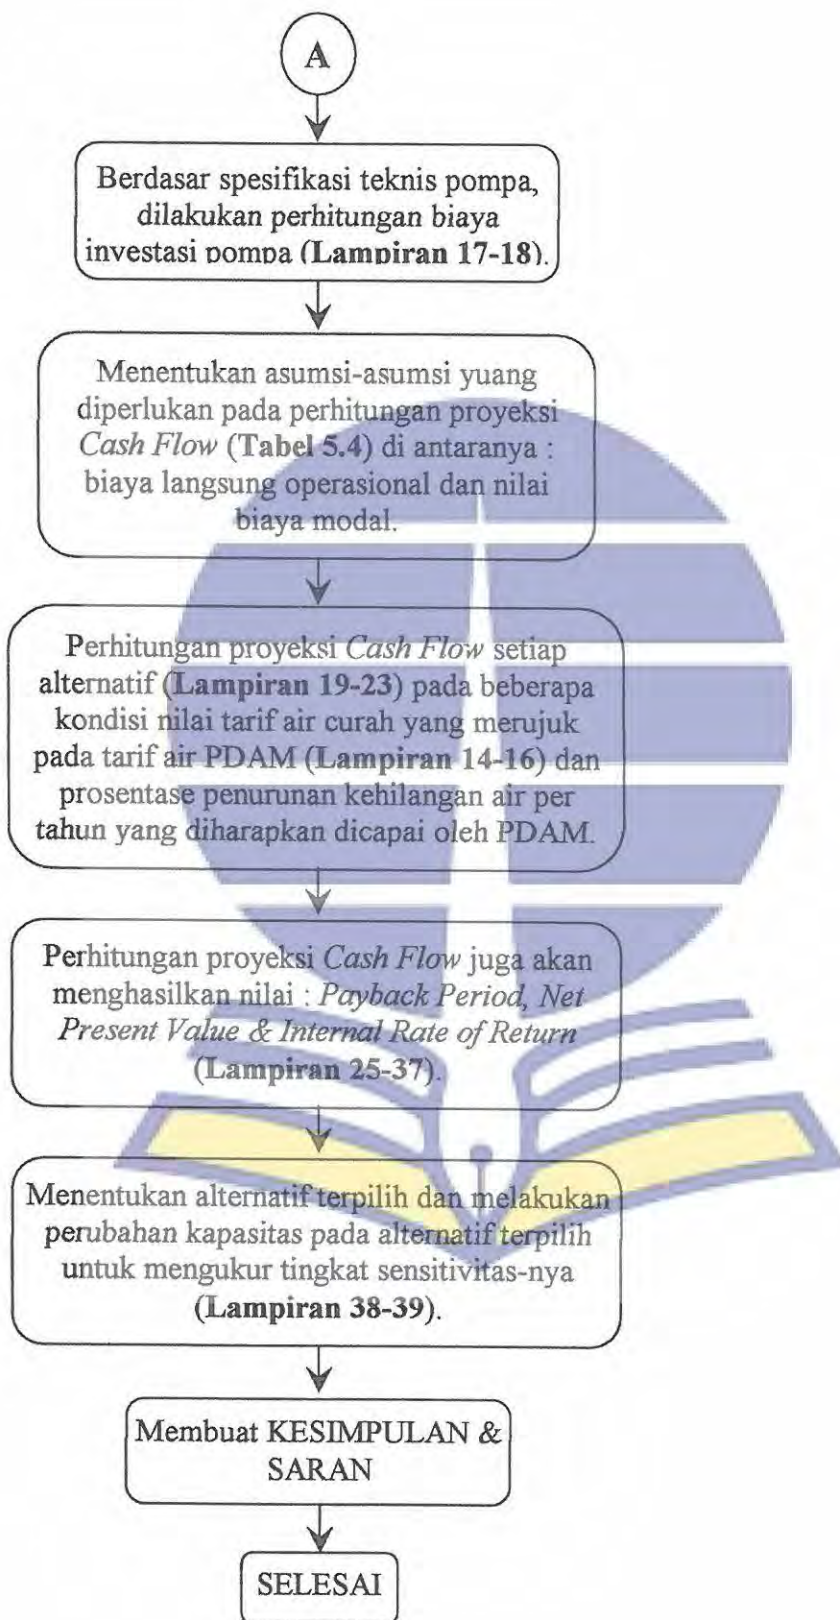 A
Berdasar spesifikasi teknis pompa,
dilakukan perhitungan biaya
investasi pompa (Lampiran 17-18).
Menentukan asumsi-asumsi yuang
diperlukan pada perhitungan proyeksi
Cash Flow (Tabel 5.4) di antaranya :
biaya langsung operasional dan nilai
biaya modal.
Perhitungan proyeksi Cash Flow setiap
alternatif (Lampiran 19-23) pada beberapa
kondisi nilai tarif air curah yang merujuk
pada tarif air PDAM (Lampiran 14-16) dan
prosentase penurunan kehilangan air per
tahun yang diharapkan dicapai oleh PDAM.
Perhitungan proyeksi Cash Flow juga akan
menghasilkan nilai : Payback Period, Net
Present Value & Internal Rate of Return
(Lampiran 25-37).
Menentukan alternatif terpilih dan melakukan
perubahan kapasitas pada alternatif terpilih
untuk mengukur tingkat sensitivitas-nya
(Lampiran 38-39).
Membuat KESIMPULAN &
SARAN
SELESAI